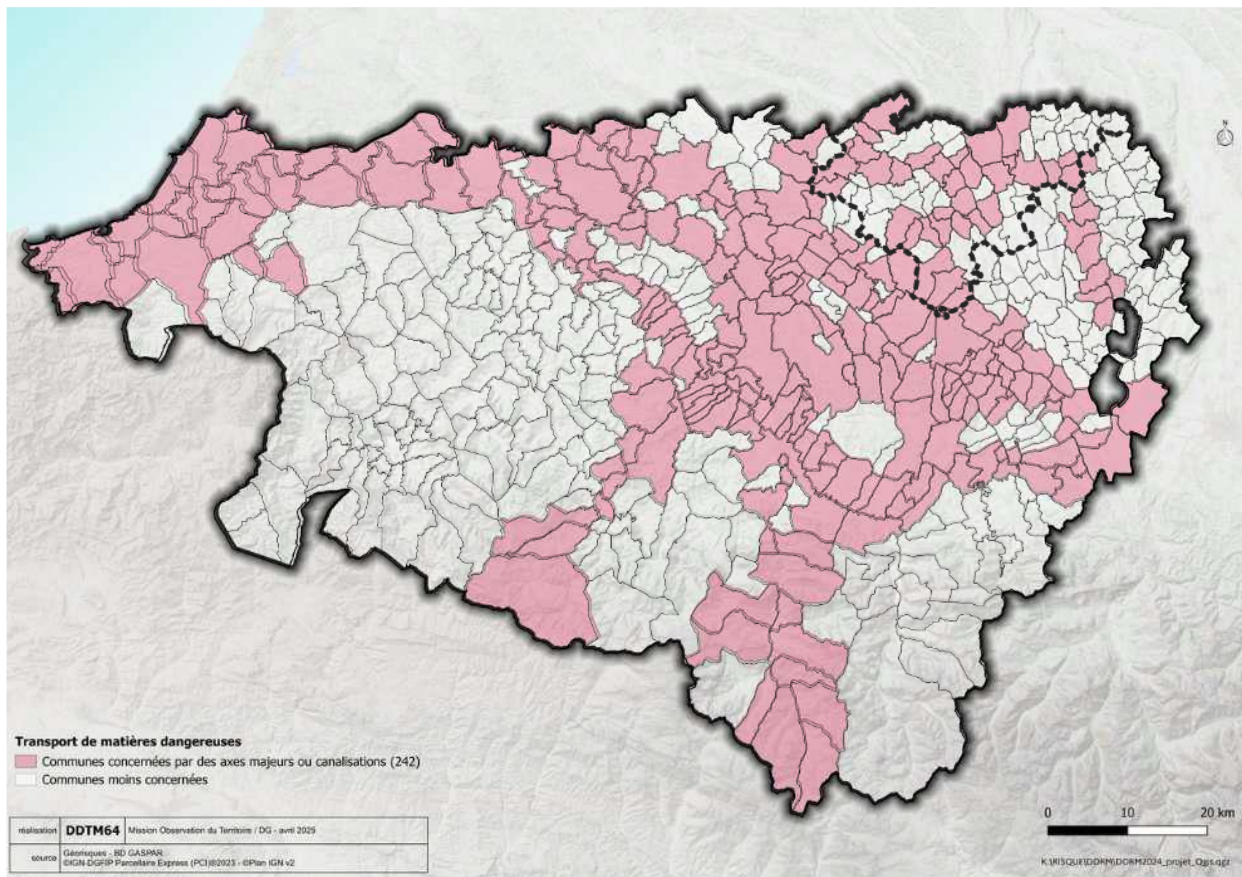 N
Transport de matières dangereuses
Communes concernées par des axes majeurs ou canalisations (242)
Communes moins concernées
0 10 20 km
réalisation DDTM64 Mission Observation du Territoire / DG - avril 2025
source Géorisques - BD GASPAR
©IGN-DGFIP Parcellaire Express (PCI)®2023 - ©Plan IGN v2
K:\RISQUE\DDRM\DDRM2024_projet_Qgis.qgz